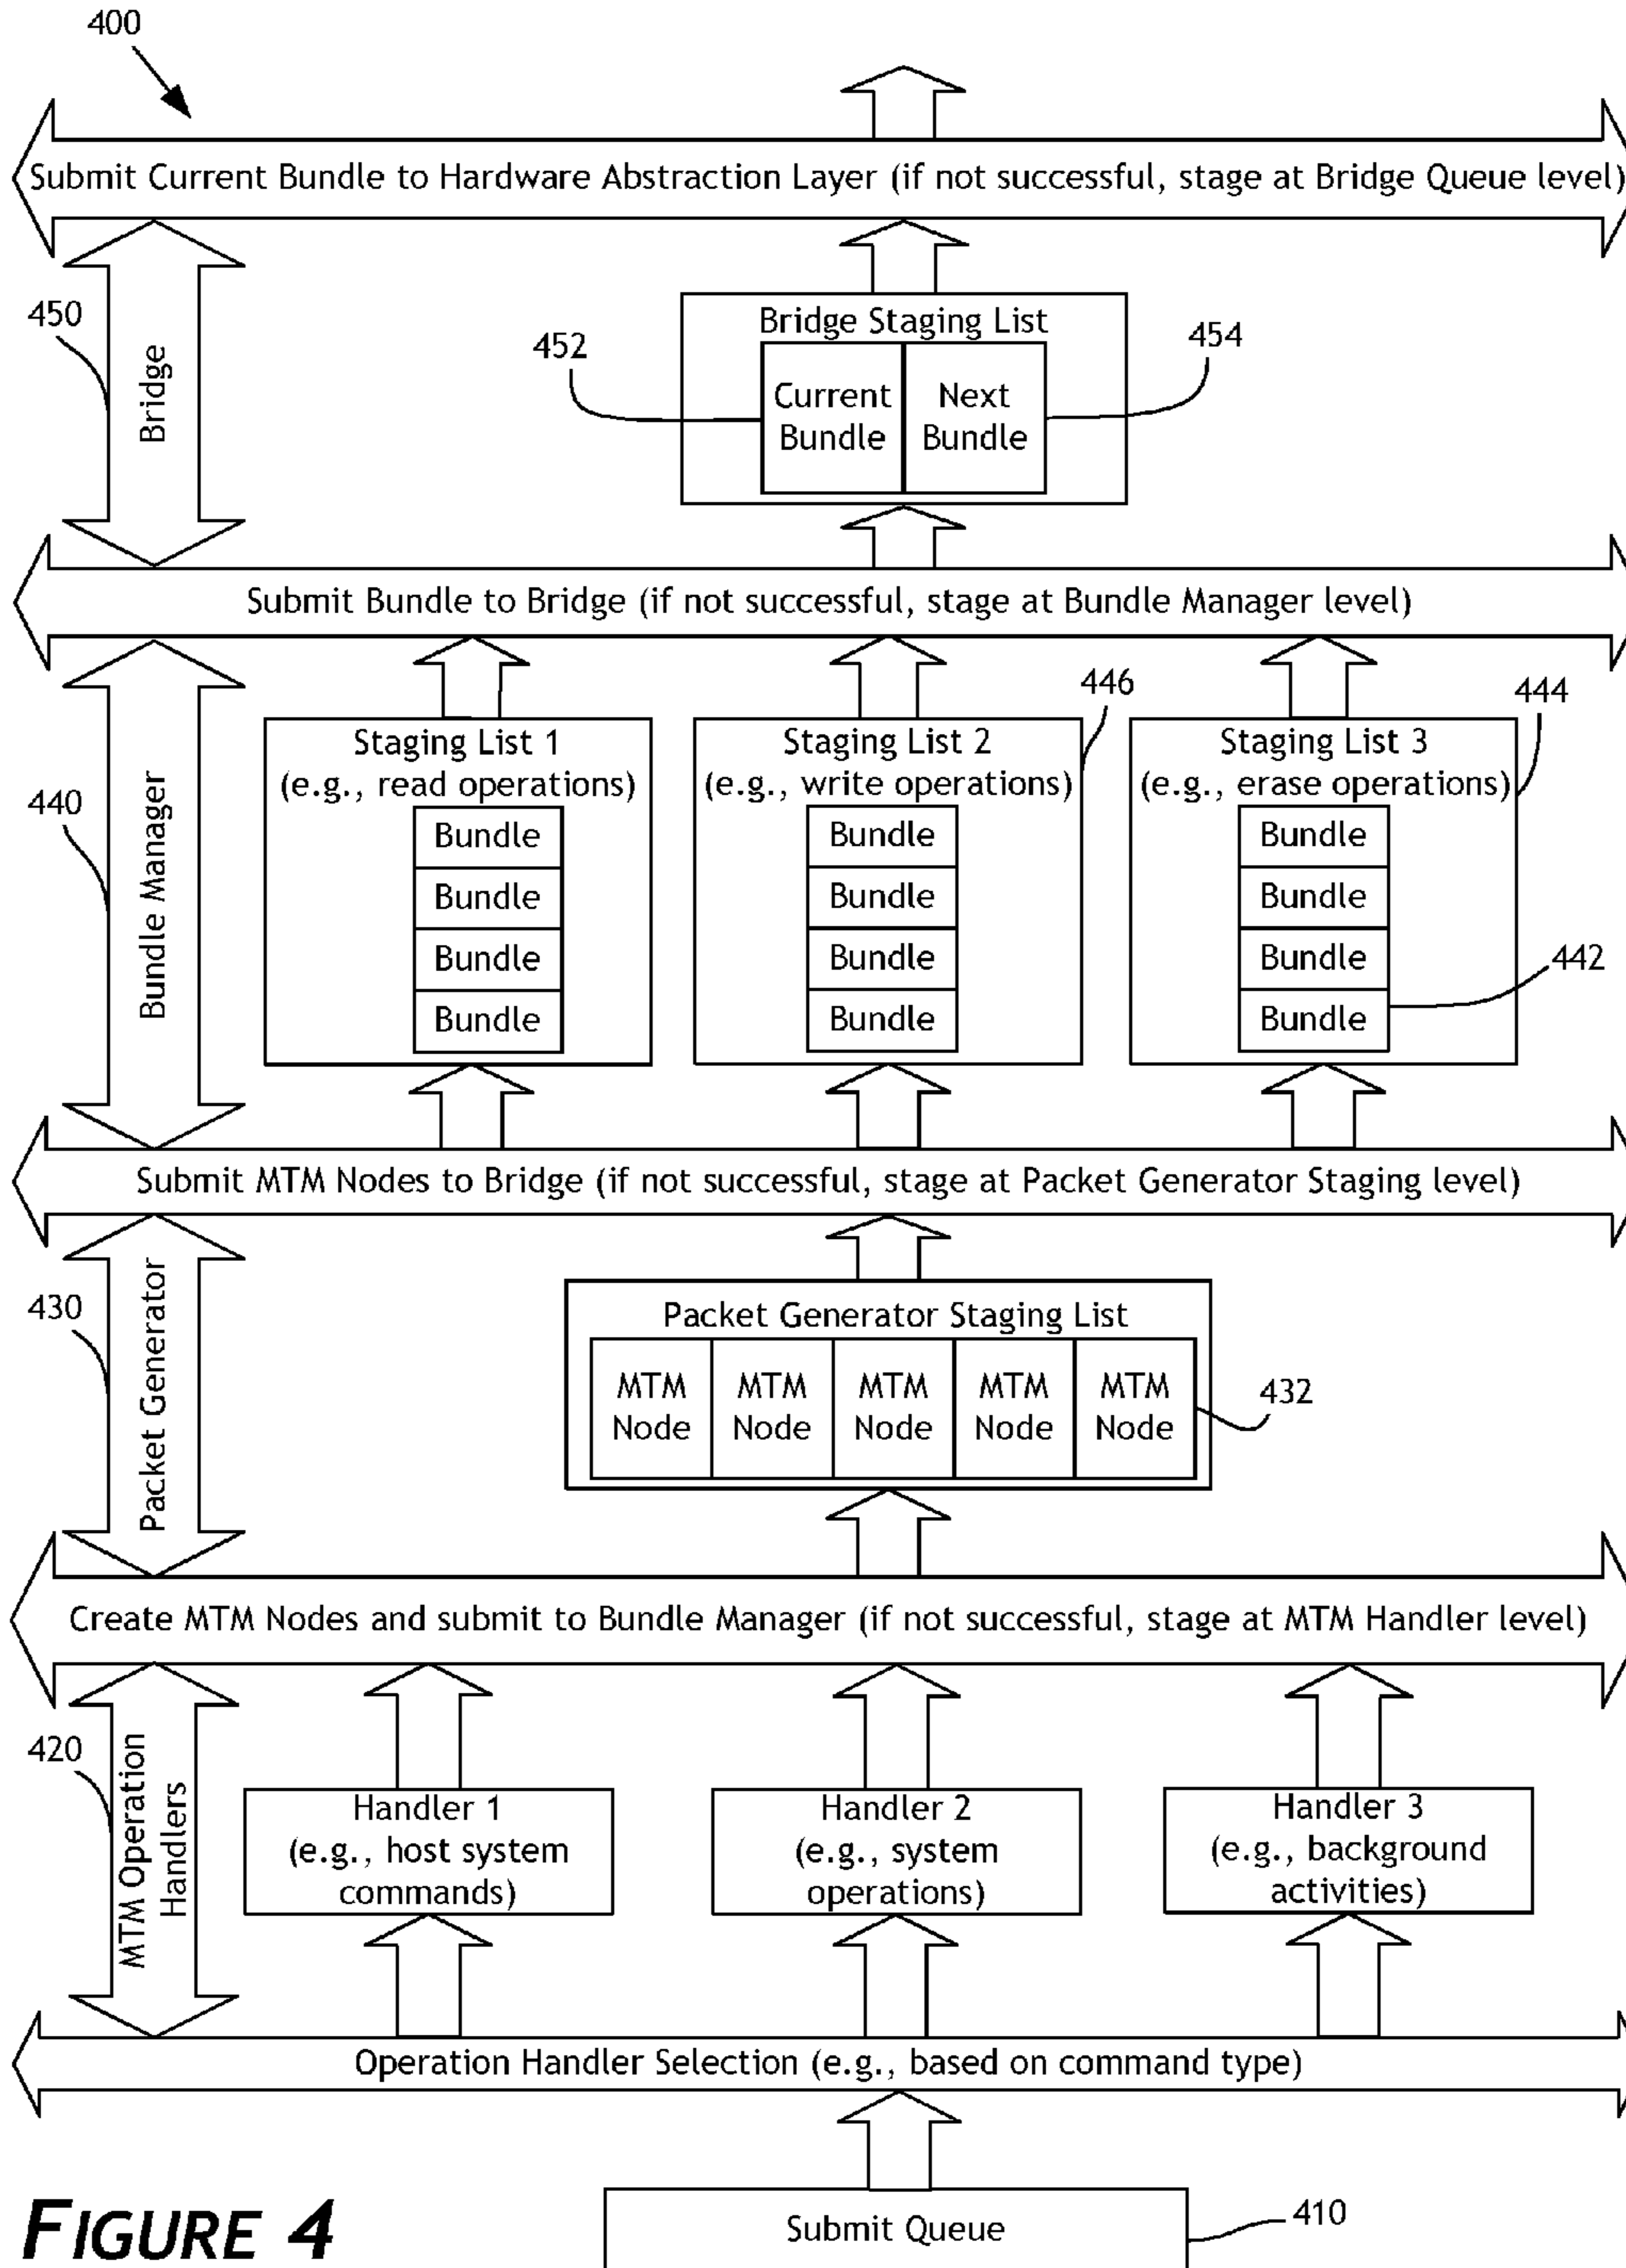 400
Submit Current Bundle to Hardware Abstraction Layer (if not successful, stage at Bridge Queue level)
450
Bridge
Bridge Staging List
452
454
Current
Bundle
Next
Bundle
Submit Bundle to Bridge (if not successful, stage at Bundle Manager level)
440
Bundle Manager
446
444
Staging List 1
(e.g., read operations)
Bundle
Bundle
Bundle
Bundle
Staging List 2
(e.g., write operations)
Bundle
Bundle
Bundle
Bundle
Staging List 3
(e.g., erase operations)
Bundle
Bundle
Bundle
Bundle
442
Submit MTM Nodes to Bridge (if not successful, stage at Packet Generator Staging level)
430
Packet Generator
Packet Generator Staging List
MTM
Node
MTM
Node
MTM
Node
MTM
Node
MTM
Node
432
Create MTM Nodes and submit to Bundle Manager (if not successful, stage at MTM Handler level)
420
MTM Operation
Handlers
Handler 1
(e.g., host system
commands)
Handler 2
(e.g., system
operations)
Handler 3
(e.g., background
activities)
Operation Handler Selection (e.g., based on command type)
Submit Queue
410
FIGURE 4